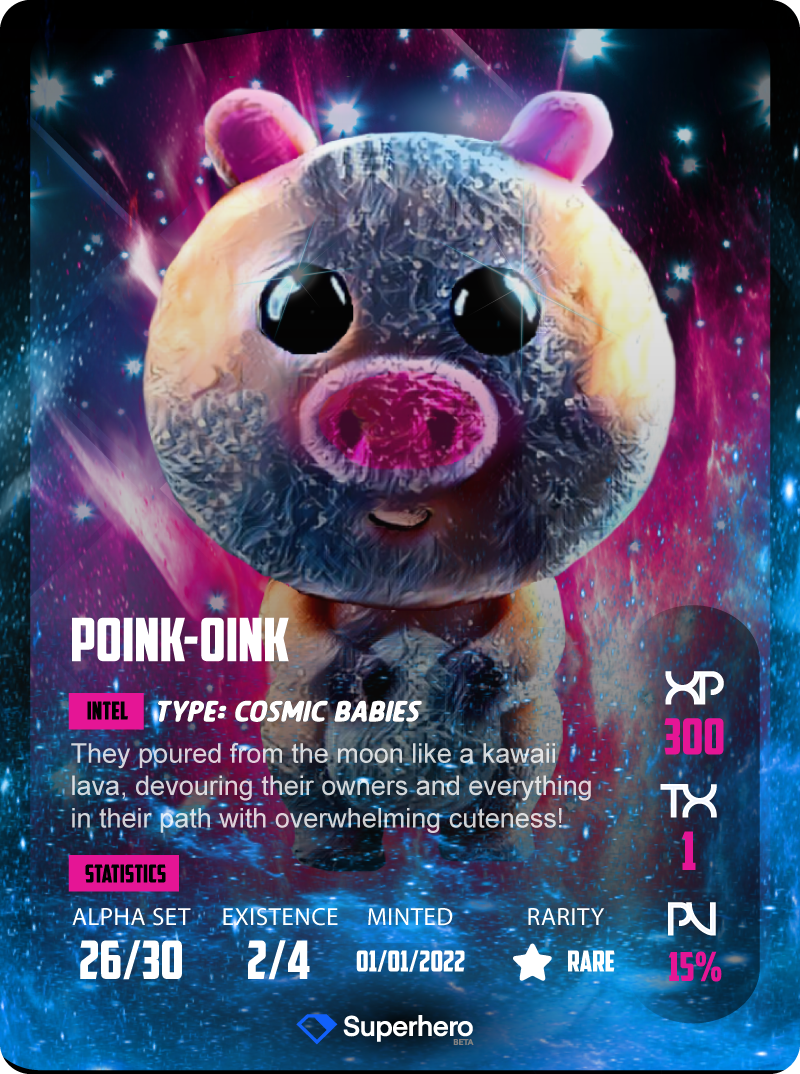 POINK-OINK
INTEL TYPE: COSMIC BABIES
They poured from the moon like a kawaii
lava, devouring their owners and everything
in their path with overwhelming cuteness!
STATISTICS
ALPHA SET EXISTENCE MINTED RARITY
26/30 2/4 01/01/2022 RARE
XP
300
TX
1
PV
15%
Superhero
BETA